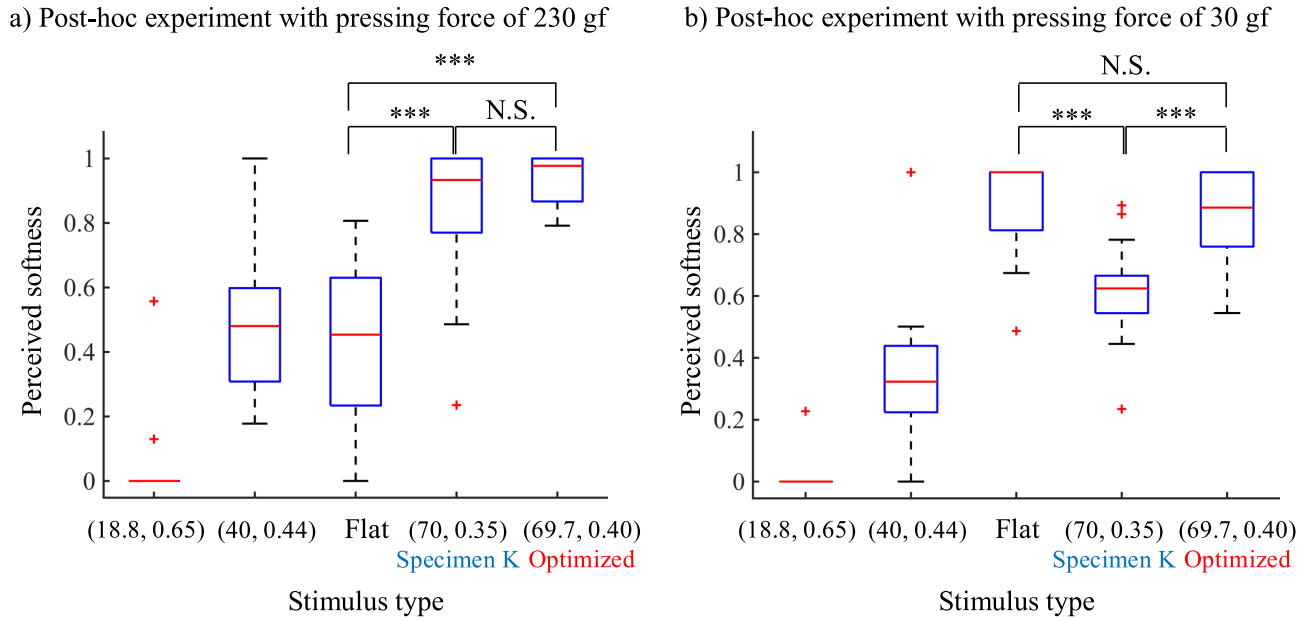 a) Post-hoc experiment with pressing force of 230 gf
***
***
N.S.
1
0.8
0.6
0.4
0.2
0
Perceived softness
(18.8, 0.65)
(40, 0.44)
Flat
(70, 0.35)
(69.7, 0.40)
Specimen K
Optimized
Stimulus type
b) Post-hoc experiment with pressing force of 30 gf
N.S.
***
***
1
0.8
0.6
0.4
0.2
0
Perceived softness
(18.8, 0.65)
(40, 0.44)
Flat
(70, 0.35)
(69.7, 0.40)
Specimen K
Optimized
Stimulus type